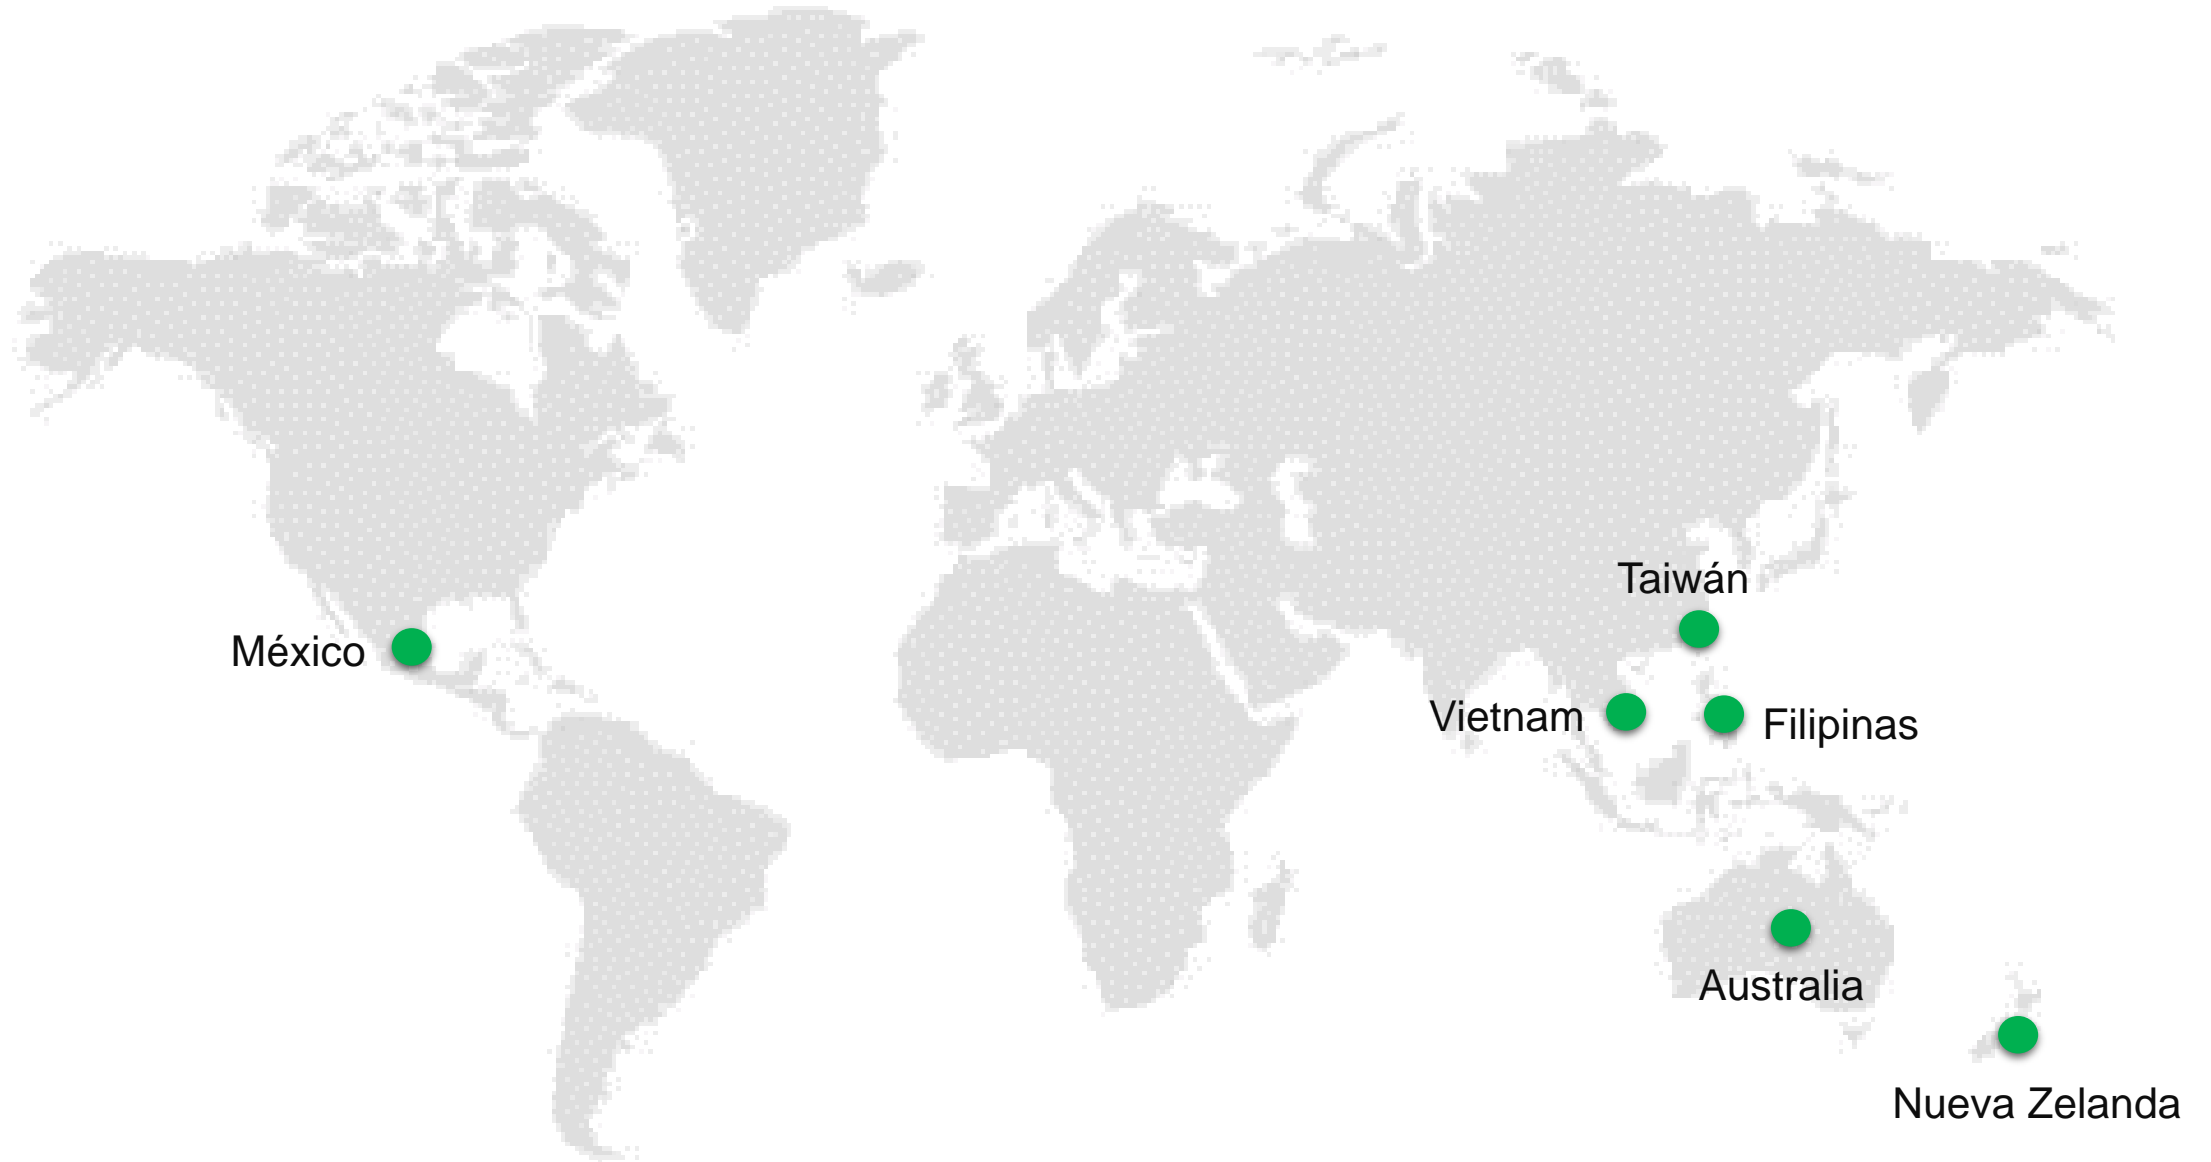 Taiwán
México
Vietnam
Filipinas
Australia
Nueva Zelanda